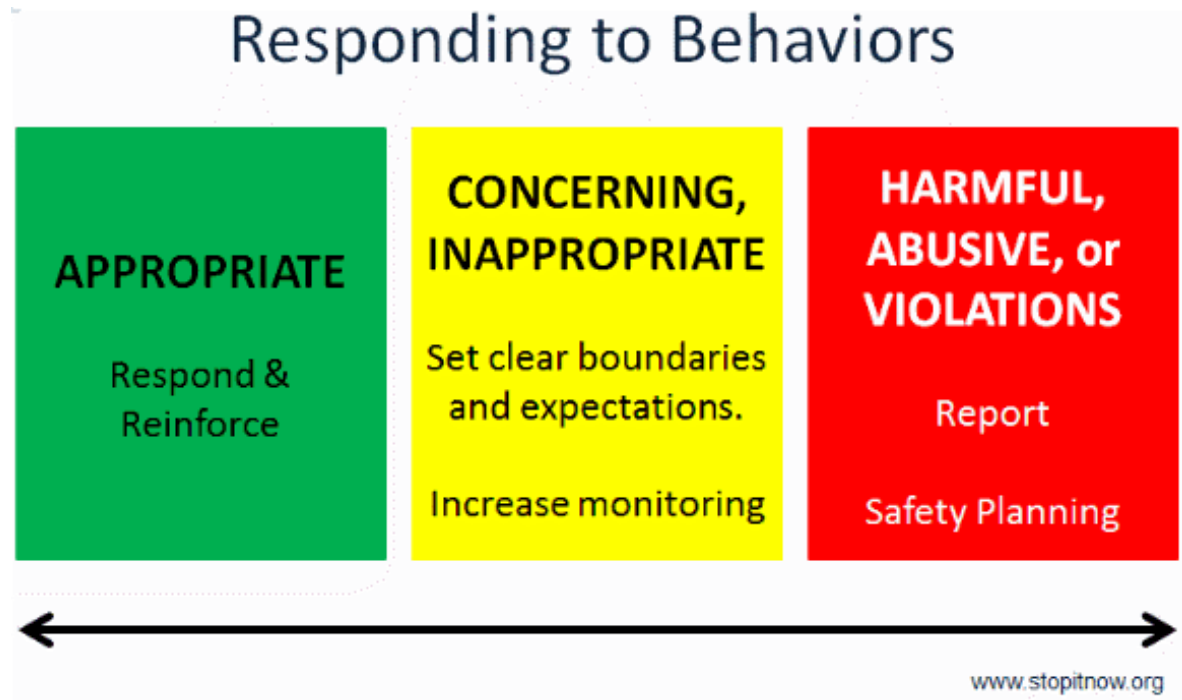 Responding to Behaviors
APPROPRIATE
Respond &
Reinforce
CONCERNING,
INAPPROPRIATE
Set clear boundaries
and expectations.
Increase monitoring
HARMFUL,
ABUSIVE, or
VIOLATIONS
Report
Safety Planning
www.stopitnow.org